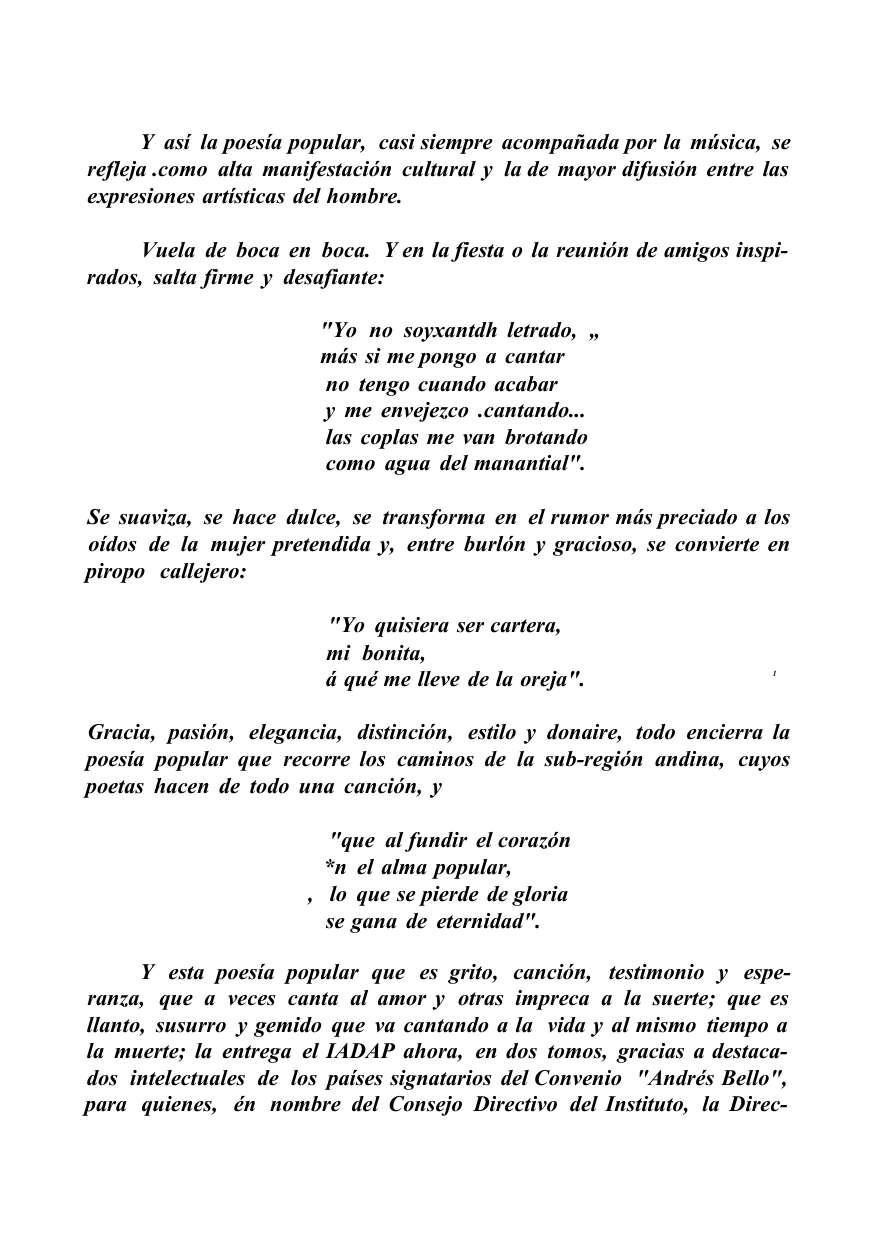 Y así la poesía popular, casi siempre acompañada por la música, se
refleja .como alta manifestación cultural y la de mayor difusión entre las
expresiones artísticas del hombre.
Vuela de boca en boca. Y en la fiesta o la reunión de amigos inspi-
rados, salta firme y desafiante:
"Yo no soyxantdh letrado, „
más si me pongo a cantar
no tengo cuando acabar
y me envejezco .cantando...
las coplas me van brotando
como agua del manantial".
Se suaviza, se hace dulce, se transforma en el rumor más preciado a los
oídos de la mujer pretendida y, entre burlón y gracioso, se convierte en
piropo callejero:
"Yo quisiera ser cartera,
mi bonita,
á qué me lleve de la oreja". 1
Gracia, pasión, elegancia, distinción, estilo y donaire, todo encierra la
poesía popular que recorre los caminos de la sub-región andina, cuyos
poetas hacen de todo una canción, y
"que al fundir el corazón
*n el alma popular,
, lo que se pierde de gloria
se gana de eternidad".
Y esta poesía popular que es grito, canción, testimonio y espe-
ranza, que a veces canta al amor y otras impreca a la suerte; que es
llanto, susurro y gemido que va cantando a la vida y al mismo tiempo a
la muerte; la entrega el IADAP ahora, en dos tomos, gracias a destaca-
dos intelectuales de los países signatarios del Convenio "Andrés Bello",
para quienes, én nombre del Consejo Directivo del Instituto, la Direc-